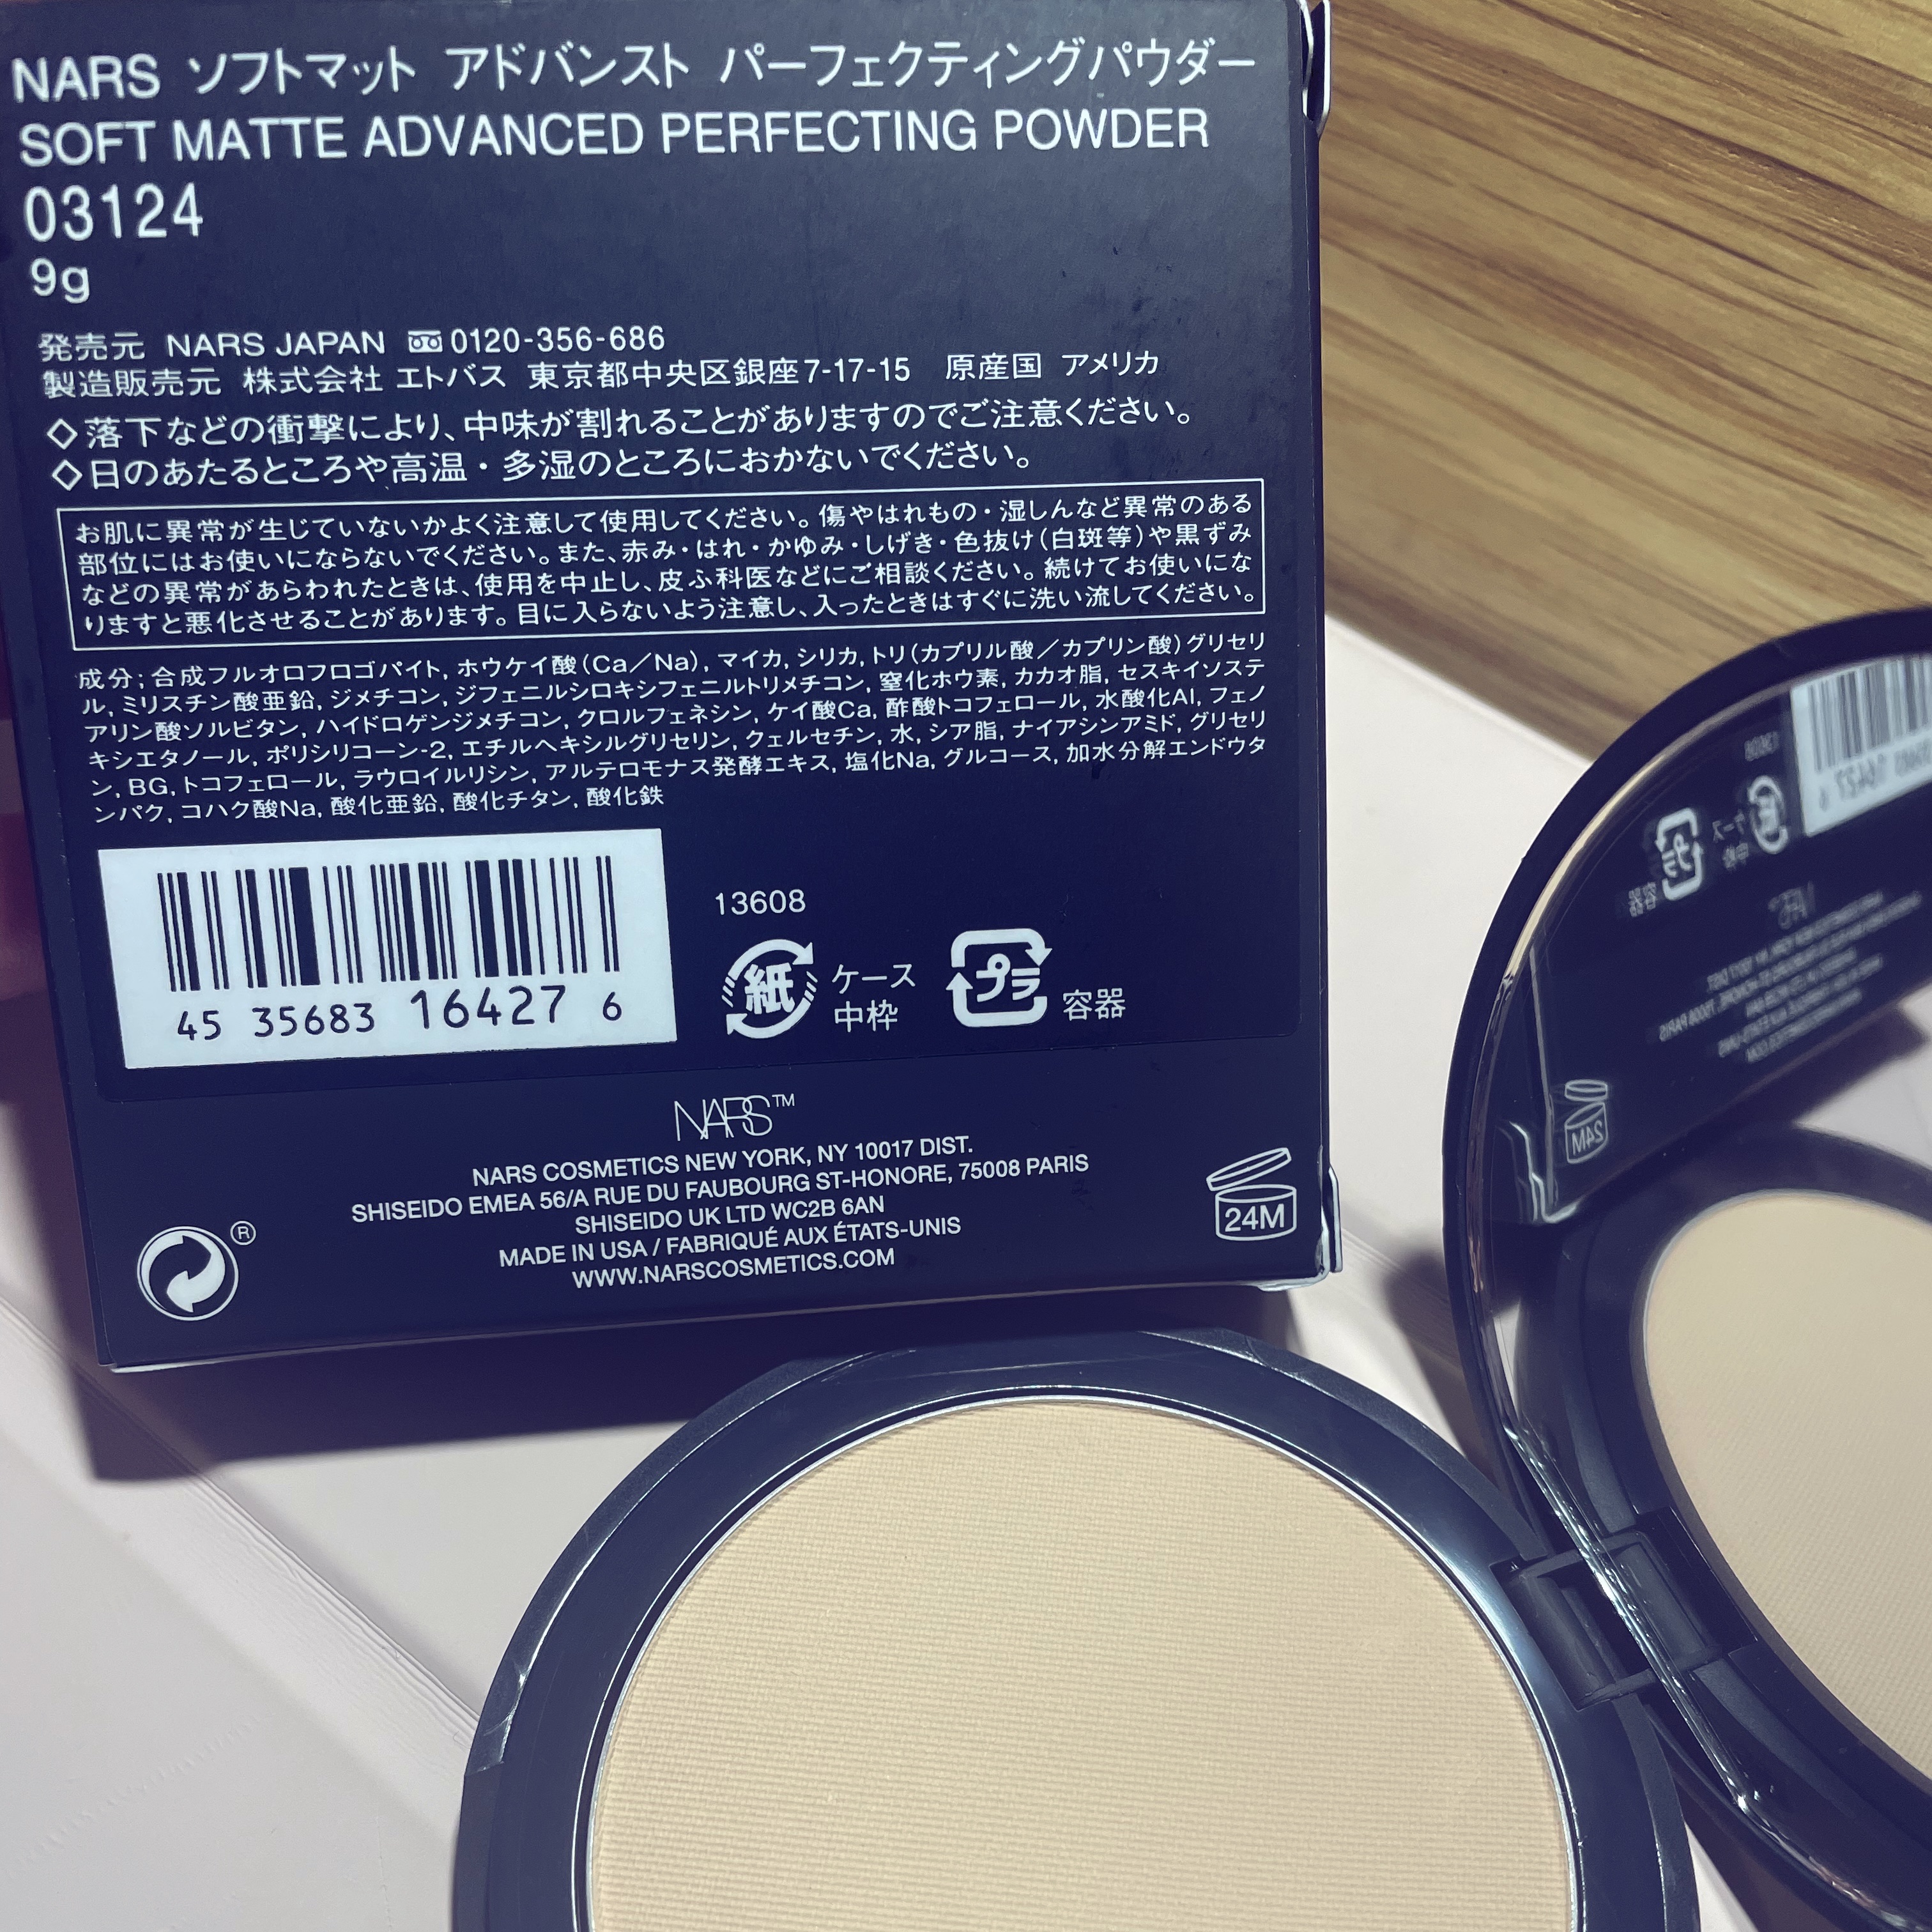 NARS ソフトマット アドバンスト パーフェクティングパウダー
SOFT MATTE ADVANCED PERFECTING POWDER
03124
9g
発売元 NARS JAPAN 0120-356-686
製造販売元 株式会社 エトバス 東京都中央区銀座7-17-15 原産国 アメリカ
◇落下などの衝撃により、中味が割れることがありますのでご注意ください。
◇日のあたるところや高温・多湿のところにおかないでください。
お肌に異常が生じていないかよく注意して使用してください。傷やはれもの・湿しんなど異常のある
部位にはお使いにならないでください。また、赤み・はれ・かゆみ・しげき・色抜け(白斑等)や黒ずみ
などの異常があらわれたときは、使用を中止し、皮ふ科医などにご相談ください。続けてお使いにな
りますと悪化させることがあります。目に入らないよう注意し、入ったときはすぐに洗い流してください。
成分;合成フルオロフロゴパイト, ホウケイ酸(Ca/Na), マイカ, シリカ, トリ(カプリル酸/カプリン酸)グリセリ
ル, ミリスチン酸亜鉛, ジメチコン, ジフェニルシロキシフェニルトリメチコン, 窒化ホウ素, カカオ脂, セスキイソステ
アリン酸ソルビタン, ハイドロゲンジメチコン, クロルフェネシン, ケイ酸Ca, 酢酸トコフェロール, 水酸化Al, フェノ
キシエタノール, ポリシリコーン-2, エチルヘキシルグリセリン, クェルセチン, 水, シア脂, ナイアシンアミド, グリセリ
ン, BG, トコフェロール, ラウロイルリシン, アルテロモナス発酵エキス, 塩化Na, グルコース, 加水分解エンドウタ
ンパク, コハク酸Na, 酸化亜鉛, 酸化チタン, 酸化鉄
45 35683 16427 6
13608
紙 ケース
中枠
プラ 容器
NARS™
NARS COSMETICS NEW YORK, NY 10017 DIST.
SHISEIDO EMEA 56/A RUE DU FAUBOURG ST-HONORE, 75008 PARIS
SHISEIDO UK LTD WC2B 6AN
MADE IN USA / FABRIQUÉ AUX ÉTATS-UNIS
WWW.NARSCOSMETICS.COM
®
24M